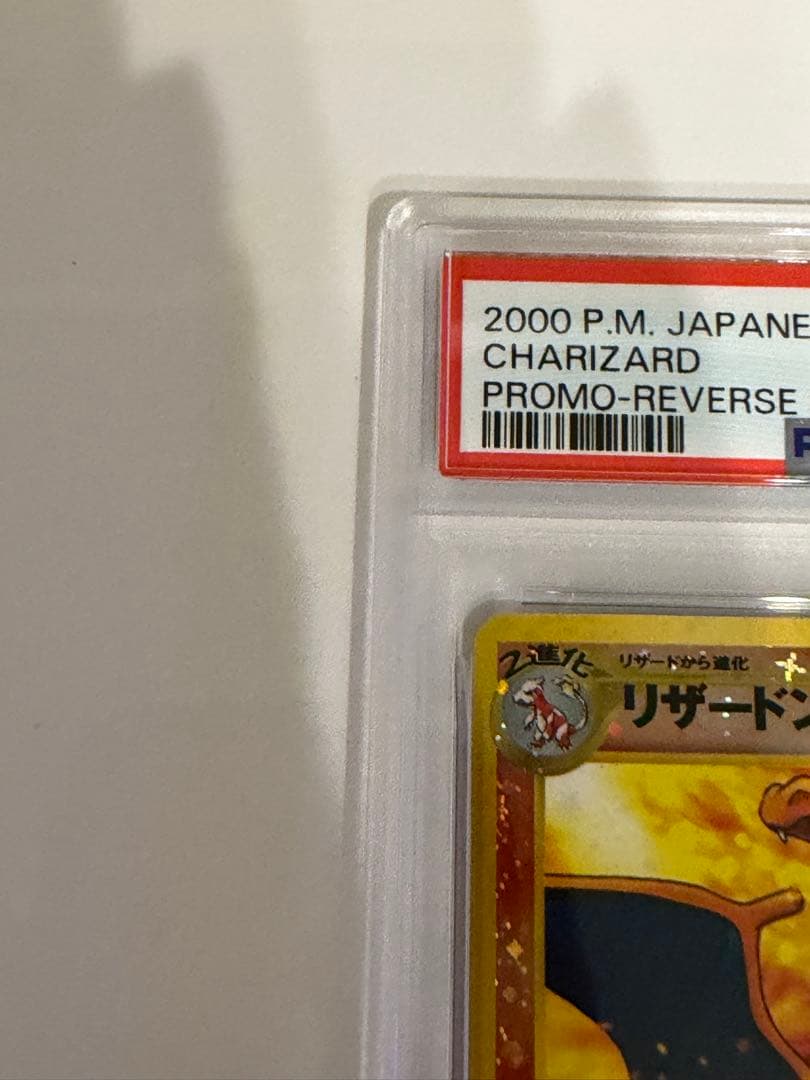 2000 P.M. JAPANE
CHARIZARD
PROMO-REVERSE
P
2進化
リザードから進化
リザードン